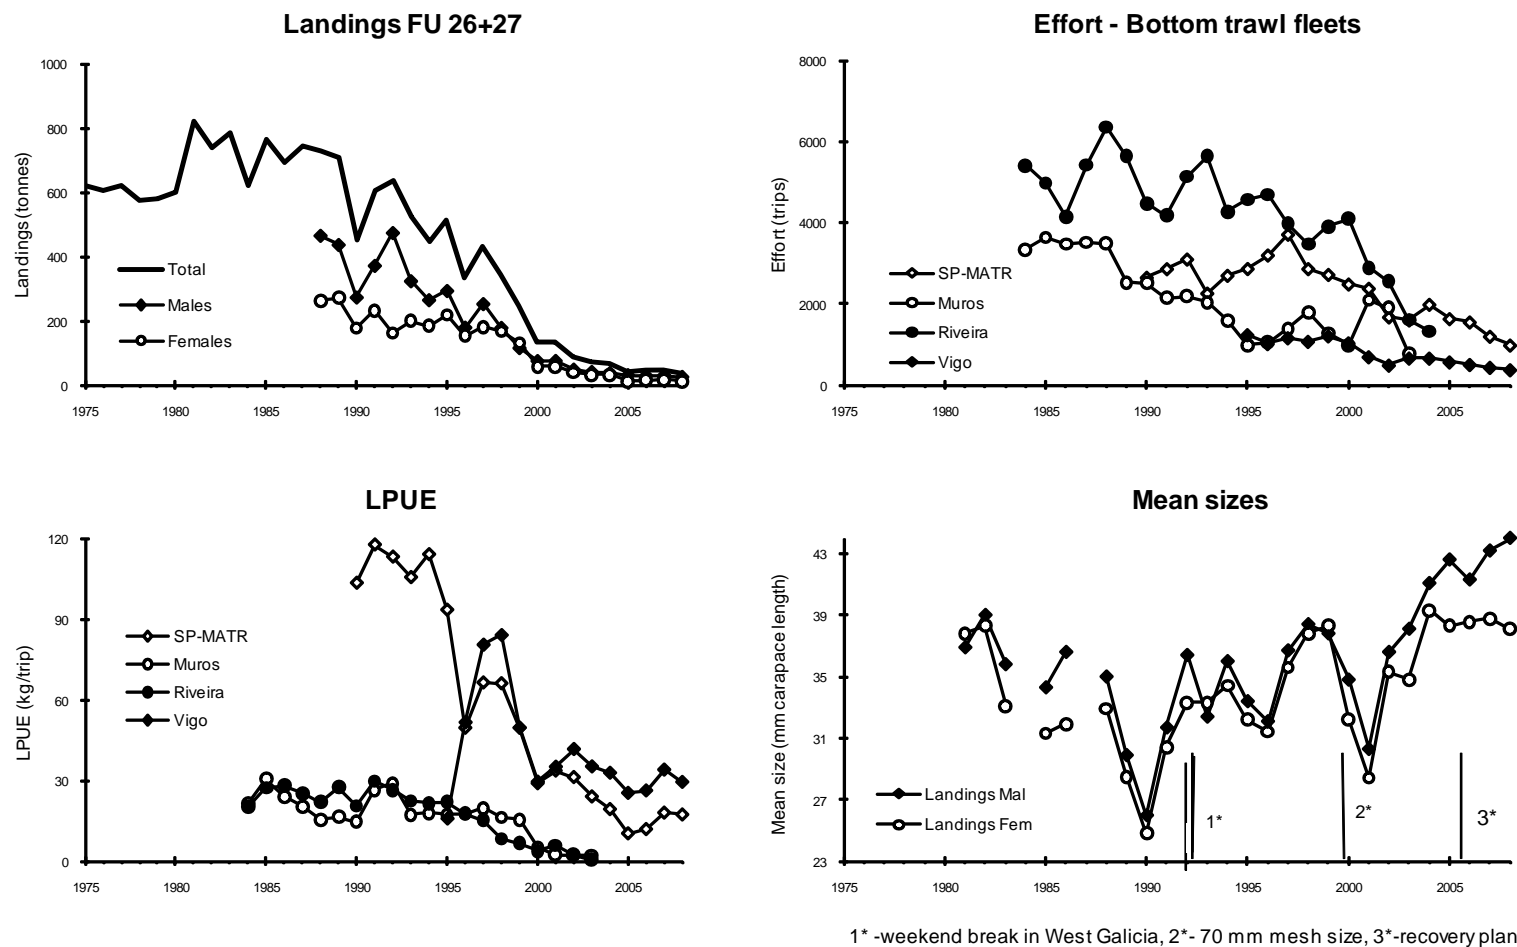 Landings FU 26+27
Landings (tonnes)
1000
800
600
400
200
0
Total
Males
Females
1975 1980 1985 1990 1995 2000 2005
Effort - Bottom trawl fleets
Effort (trips)
8000
6000
4000
2000
0
SP-MATR
Muros
Riveira
Vigo
1975 1980 1985 1990 1995 2000 2005
LPUE
LPUE (kg/trip)
120
90
60
30
0
SP-MATR
Muros
Riveira
Vigo
1975 1980 1985 1990 1995 2000 2005
Mean sizes
Mean size (mm carapace length)
43
39
35
31
27
23
Landings Mal
Landings Fem
1*
2*
3*
1975 1980 1985 1990 1995 2000 2005
1* -weekend break in West Galicia, 2*- 70 mm mesh size, 3*-recovery plan